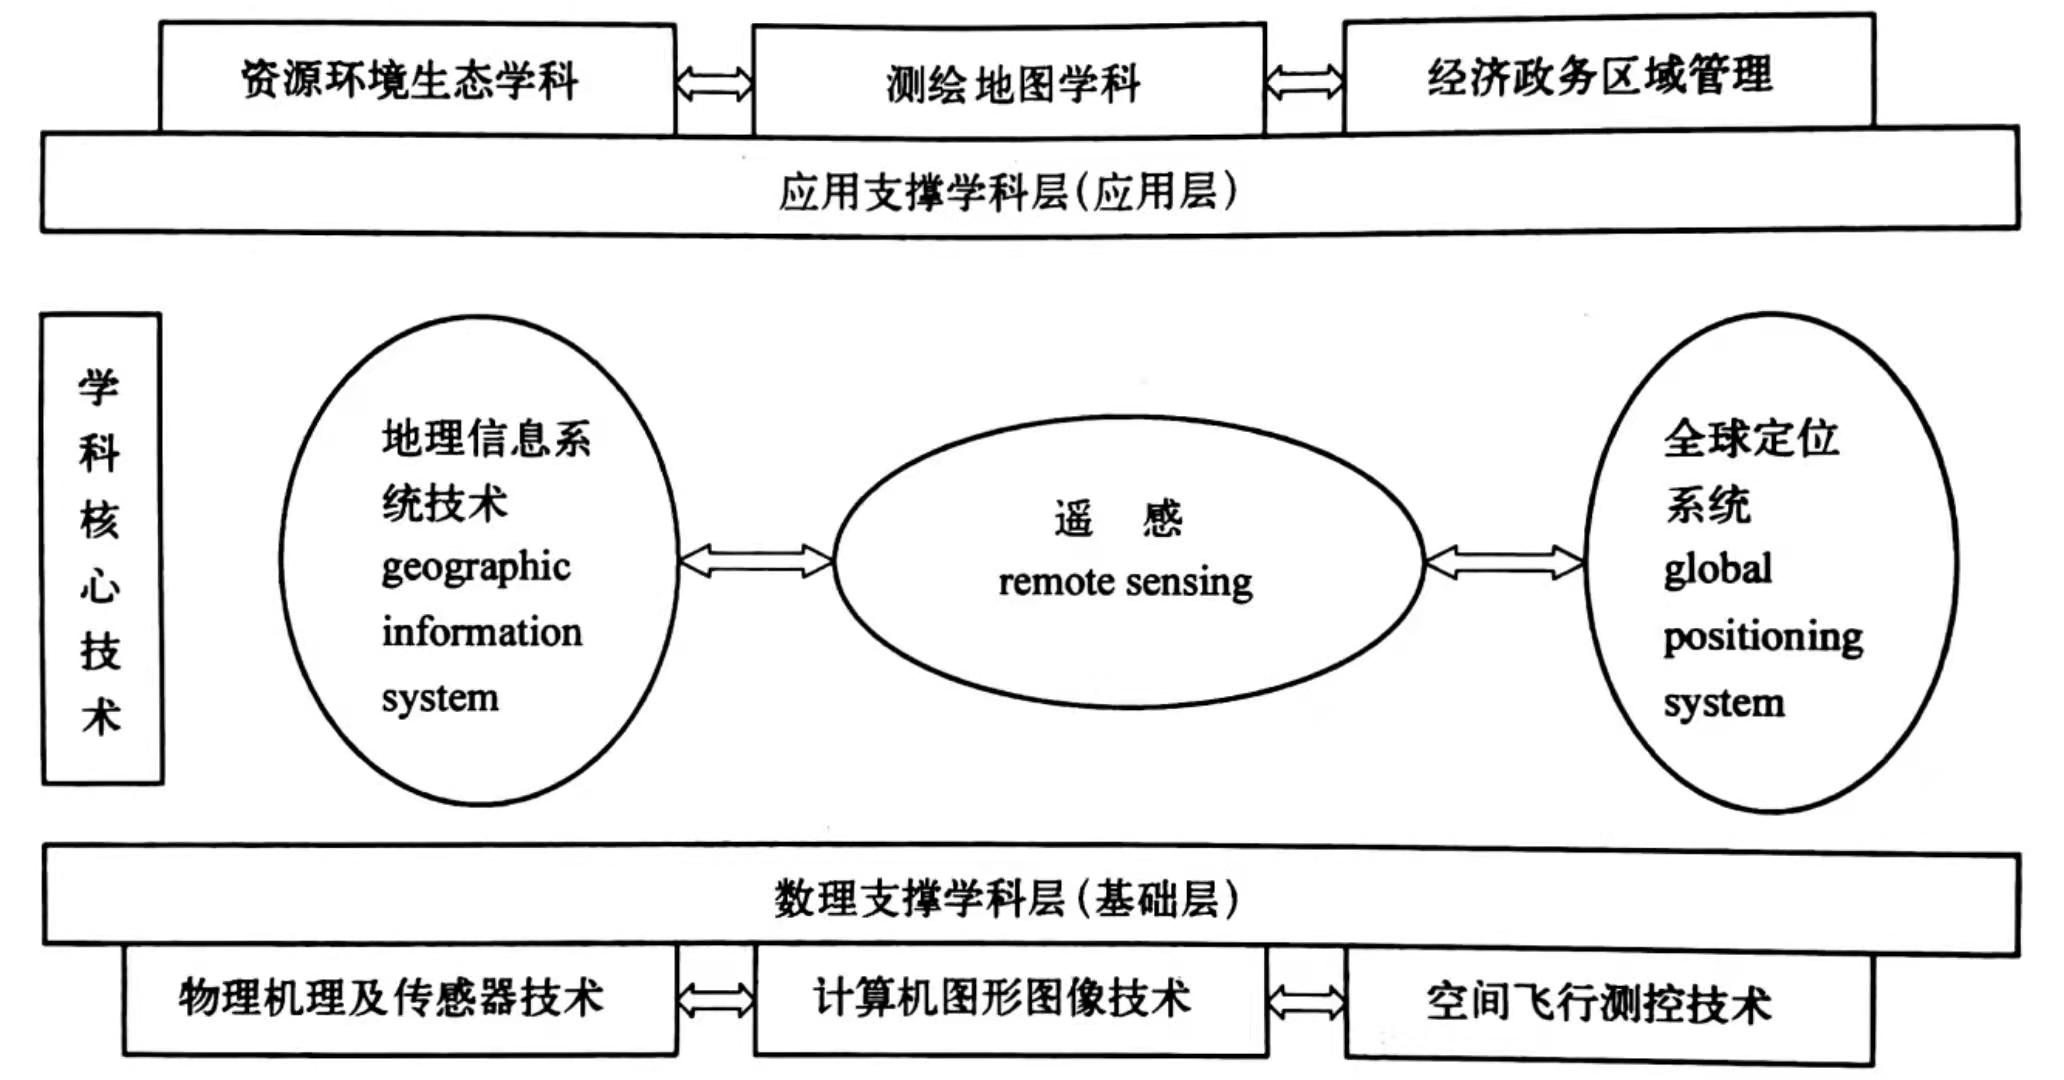 资源环境生态学科
测绘地图学科
经济政务区域管理
应用支撑学科层(应用层)
学
科
核
心
技
术
地理信息系
统技术
geographic
information
system
遥 感
remote sensing
全球定位
系统
global
positioning
system
数理支撑学科层(基础层)
物理机理及传感器技术
计算机图形图像技术
空间飞行测控技术